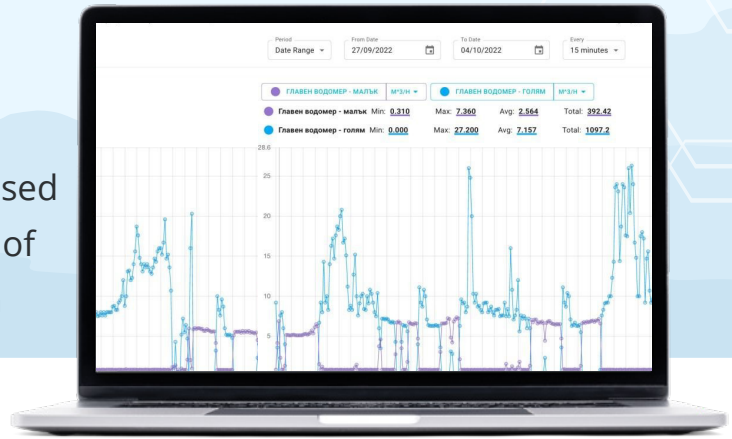 Period From Date To Date Every
Date Range 27/09/2022 04/10/2022 15 minutes
ГЛАВЕН ВОДОМЕР - МАЛЪК М^3/Н ГЛАВЕН ВОДОМЕР - ГОЛЯМ М^3/Н
Главен водомер - малък Min: 0.310 Max: 7.360 Avg: 2.564 Total: 392.42
Главен водомер - голям Min: 0.000 Max: 27.200 Avg: 7.157 Total: 1097.2
28.6
25
20
15
10
5
sed
of